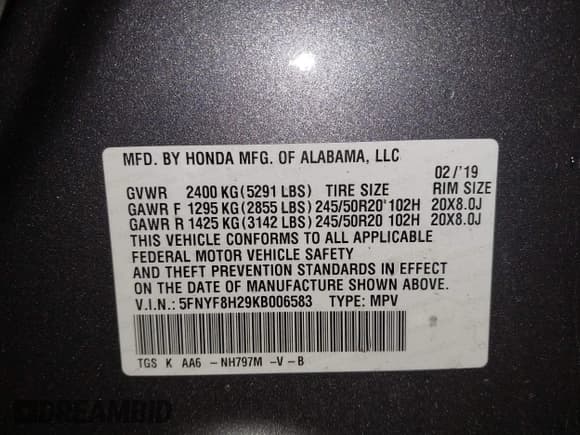 MFD. BY HONDA MFG. OF ALABAMA, LLC
02/'19
GVWR 2400 KG (5291 LBS) TIRE SIZE RIM SIZE
GAWR F 1295 KG (2855 LBS) 245/50R20 102H 20X8.0J
GAWR R 1425 KG (3142 LBS) 245/50R20 102H 20X8.0J
THIS VEHICLE CONFORMS TO ALL APPLICABLE
FEDERAL MOTOR VEHICLE SAFETY
AND THEFT PREVENTION STANDARDS IN EFFECT
ON THE DATE OF MANUFACTURE SHOWN ABOVE.
V.I.N.: 5FNYF8H29KB006583 TYPE: MPV
TGS K AA6 -NH797M -V-B
DREAMBID